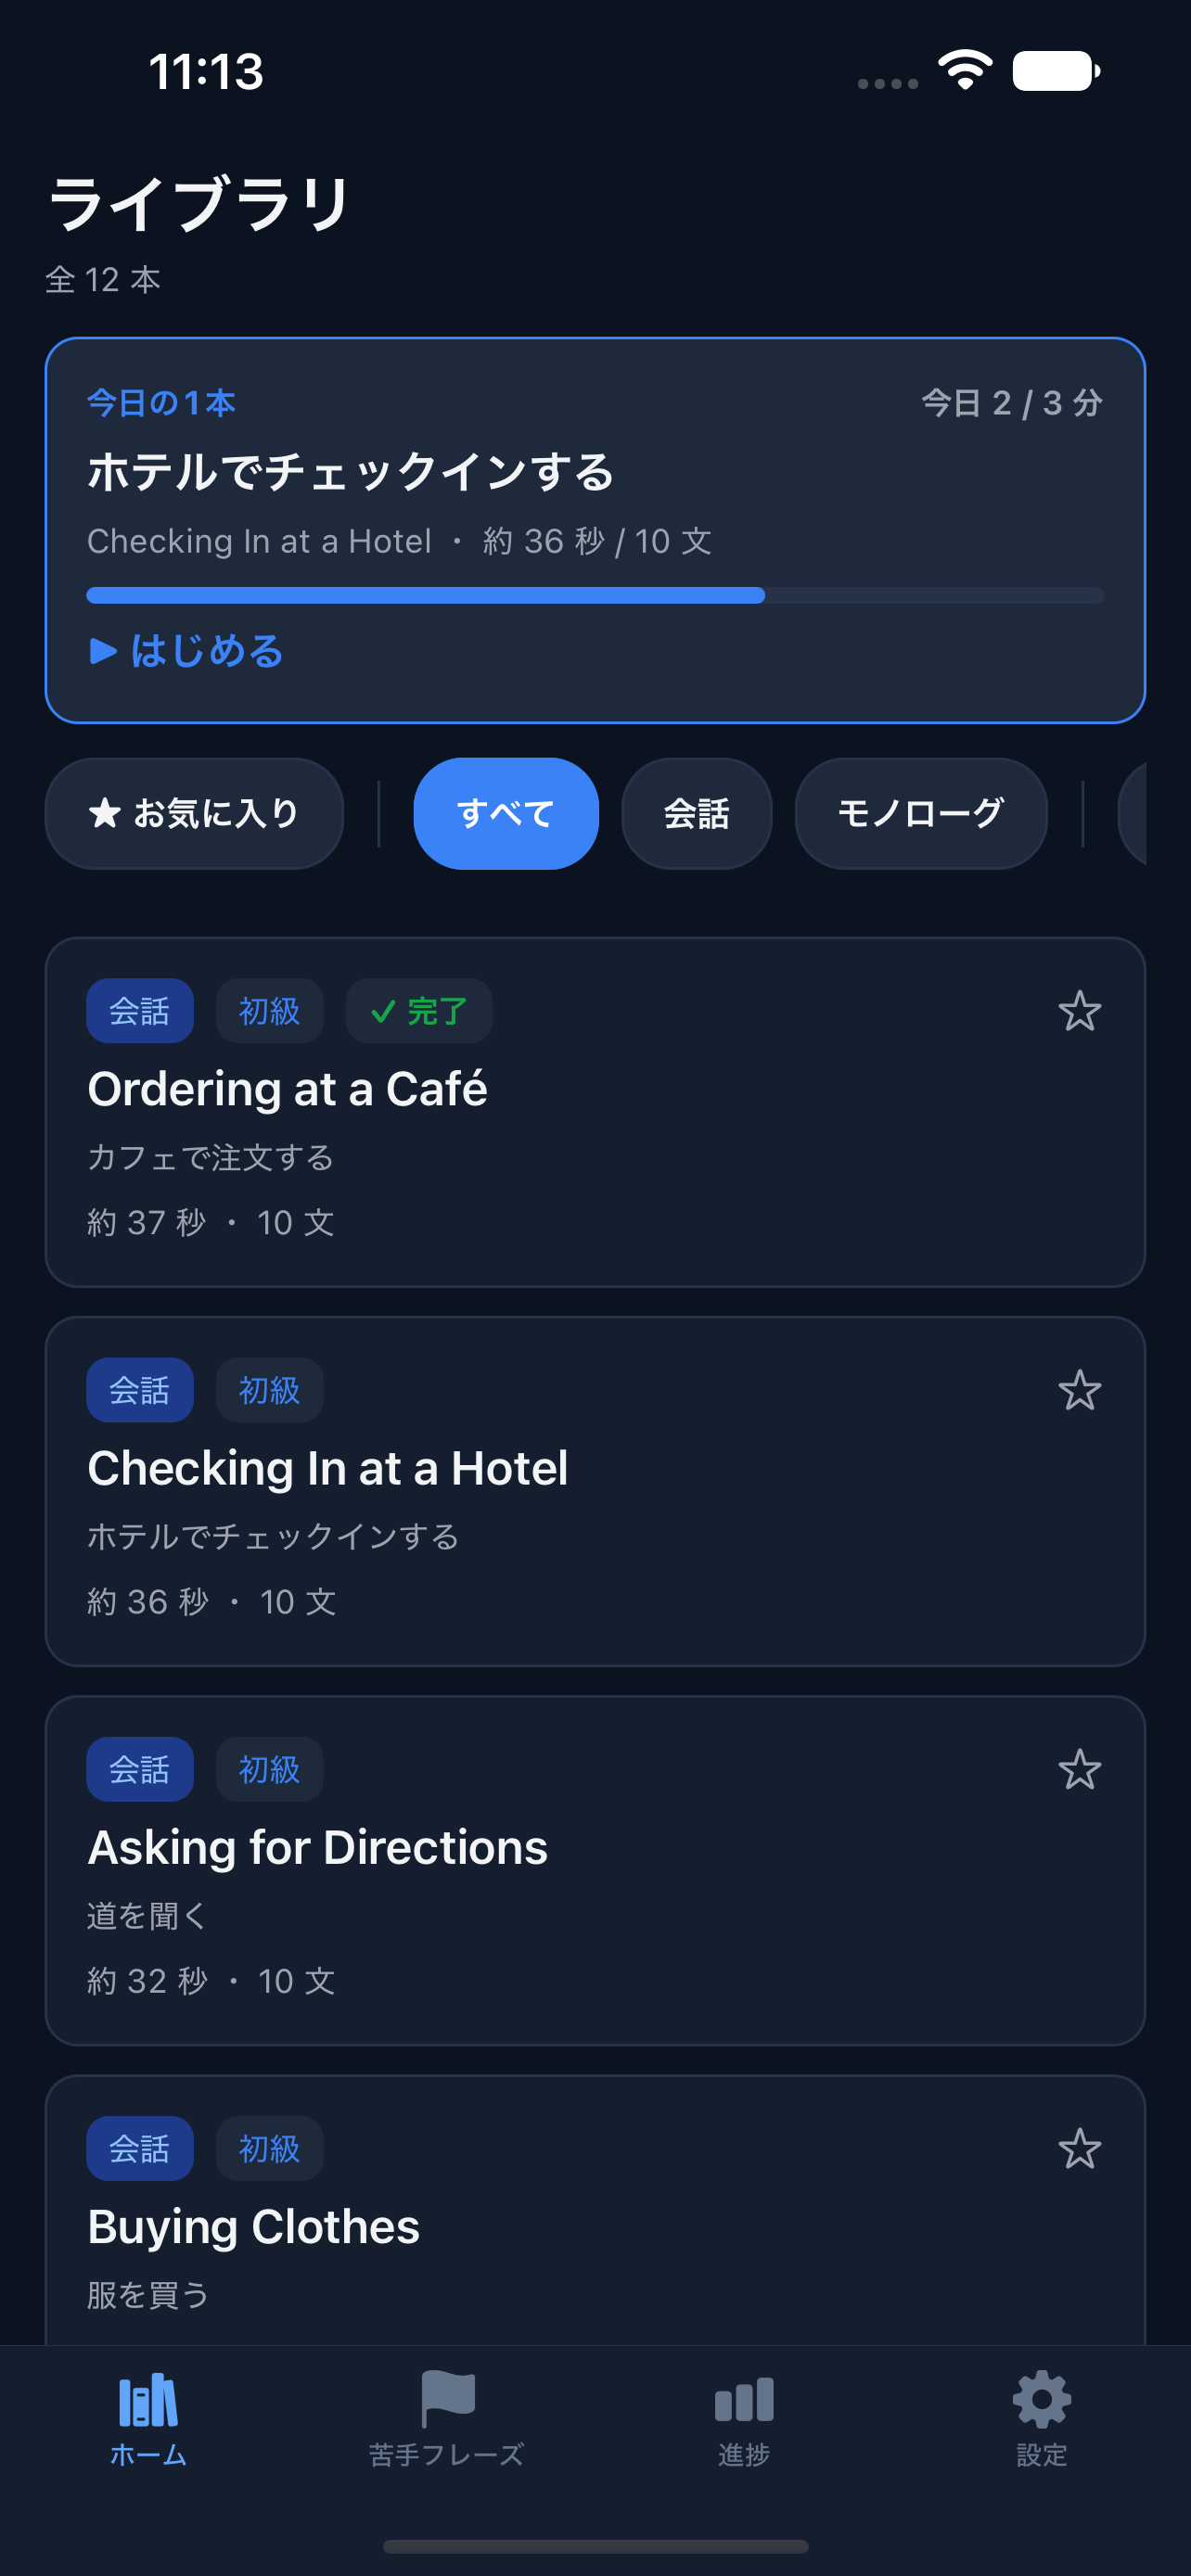 11:13
ライブラリ
全 12 本
今日の1本
今日 2 / 3 分
ホテルでチェックインする
Checking In at a Hotel ・ 約 36 秒 / 10 文
はじめる
お気に入り
すべて
会話
モノローグ
会話
初級
完了
Ordering at a Café
カフェで注文する
約 37 秒 ・ 10 文
会話
初級
Checking In at a Hotel
ホテルでチェックインする
約 36 秒 ・ 10 文
会話
初級
Asking for Directions
道を聞く
約 32 秒 ・ 10 文
会話
初級
Buying Clothes
服を買う
ホーム
苦手フレーズ
進捗
設定